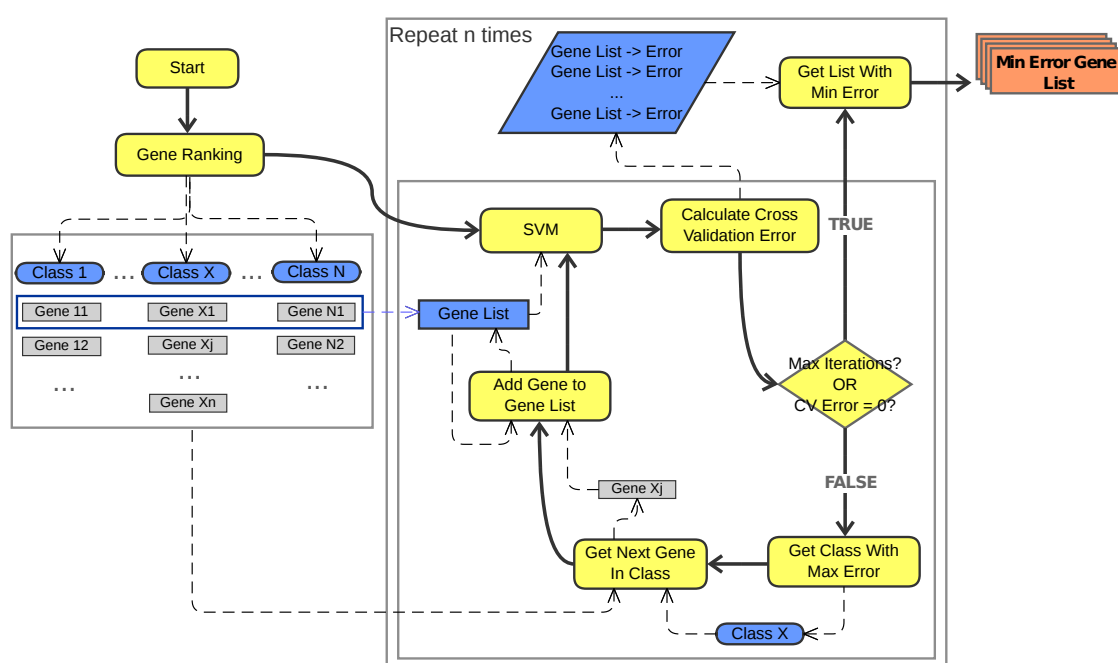 Repeat n times
Start
Gene Ranking
Gene List -> Error
Gene List -> Error
...
Gene List -> Error
Get List With
Min Error
Min Error Gene
List
SVM
Calculate Cross
Validation Error
TRUE
Class 1
...
Class X
...
Class N
Gene 11
Gene X1
Gene N1
Gene 12
Gene Xj
Gene N2
...
...
...
Gene Xn
Gene List
Add Gene to
Gene List
Max Iterations?
OR
CV Error = 0?
FALSE
Gene Xj
Get Next Gene
In Class
Get Class With
Max Error
Class X